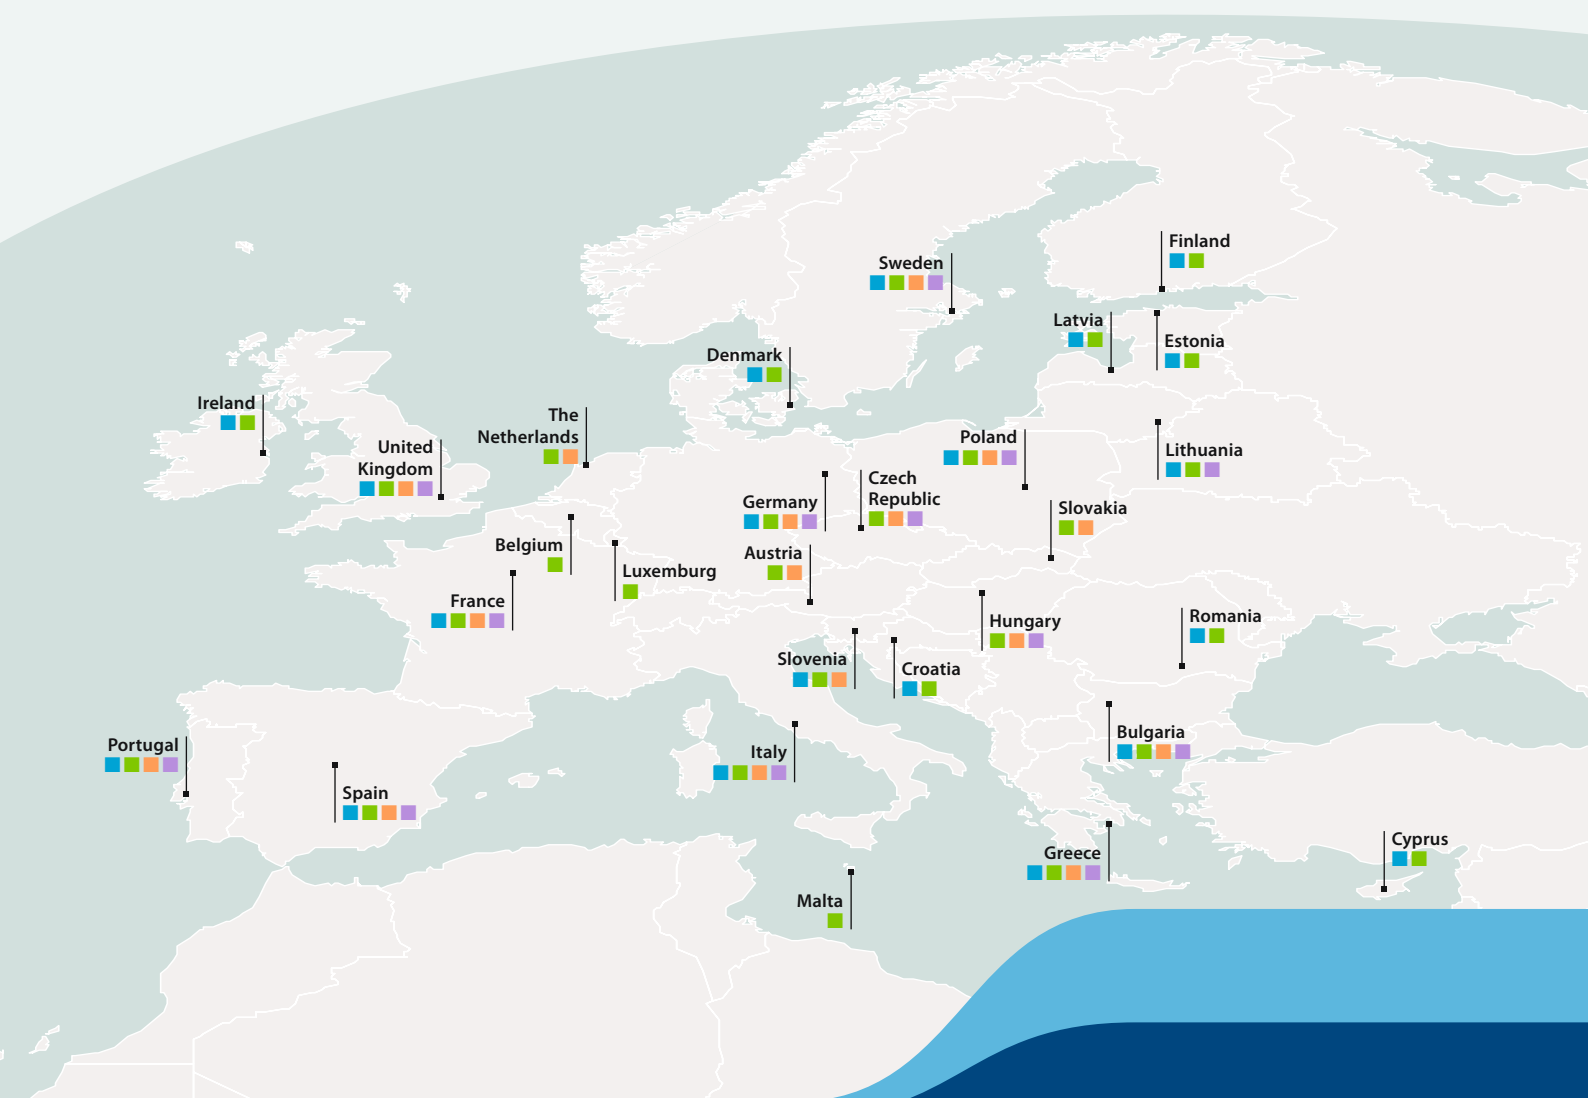 Finland
Sweden
Latvia
Estonia
Denmark
Ireland
The
Netherlands
United
Kingdom
Poland
Lithuania
Czech
Republic
Germany
Slovakia
Belgium
Austria
Luxemburg
France
Hungary
Romania
Slovenia
Croatia
Bulgaria
Portugal
Italy
Spain
Cyprus
Greece
Malta